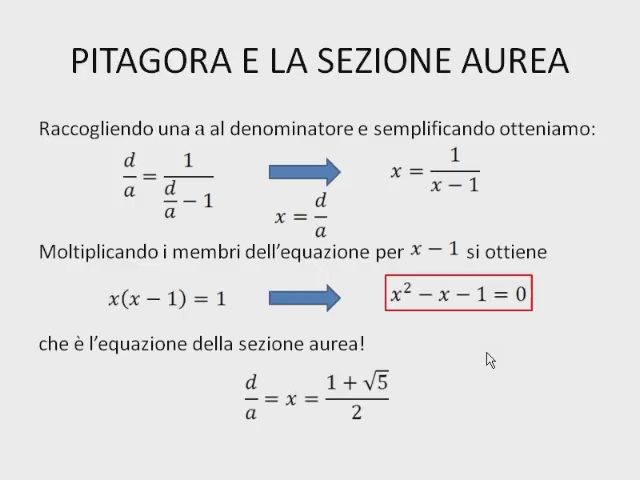 PITAGORA E LA SEZIONE AUREA
Raccogliendo una a al denominatore e semplificando otteniamo:
d/a = 1/(d/a − 1) x = 1/(x − 1)
x = d/a
Moltiplicando i membri dell'equazione per x − 1 si ottiene
x(x − 1) = 1 x² − x − 1 = 0
che è l'equazione della sezione aurea!
d/a = x = (1 + √5)/2